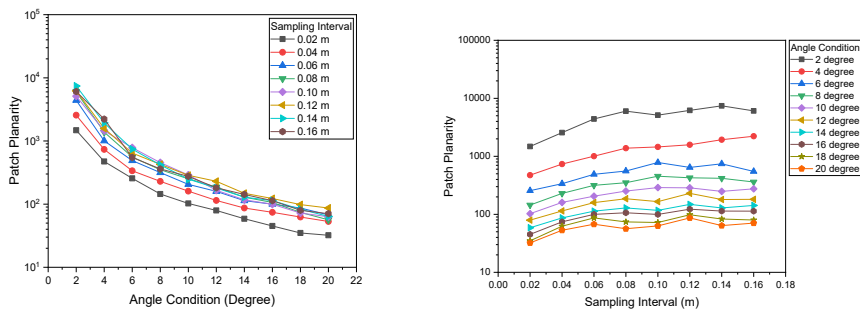 Sampling Interval
0.02 m
0.04 m
0.06 m
0.08 m
0.10 m
0.12 m
0.14 m
0.16 m
10^5
10^4
10^3
10^2
10^1
Patch Planarity
0 2 4 6 8 10 12 14 16 18 20 22
Angle Condition (Degree)
Angle Condition
2 degree
4 degree
6 degree
8 degree
10 degree
12 degree
14 degree
16 degree
18 degree
20 degree
100000
10000
1000
100
10
Patch Planarity
0.00 0.02 0.04 0.06 0.08 0.10 0.12 0.14 0.16 0.18
Sampling Interval (m)